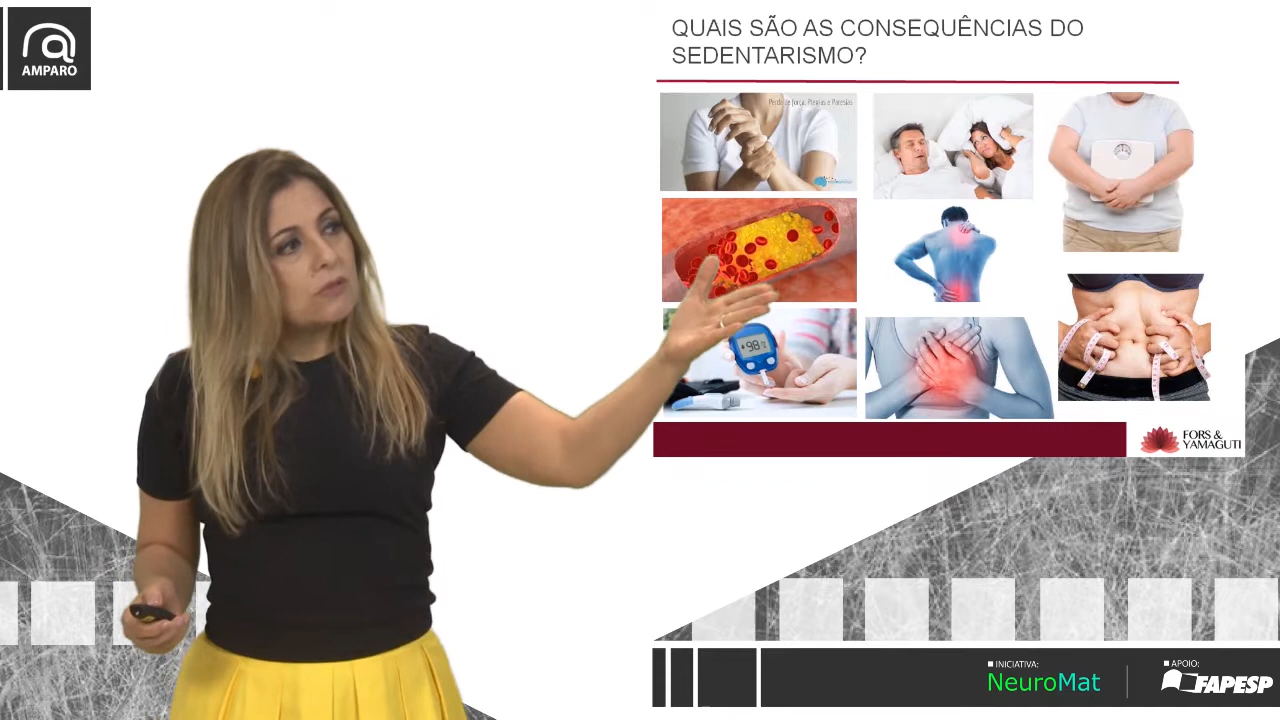 AMPARO
QUAIS SÃO AS CONSEQUÊNCIAS DO
SEDENTARISMO?
Perda de força, Plegias e Paresias
98
FORS &
YAMAGUTI
INICIATIVA:
NeuroMat
APOIO:
FAPESP